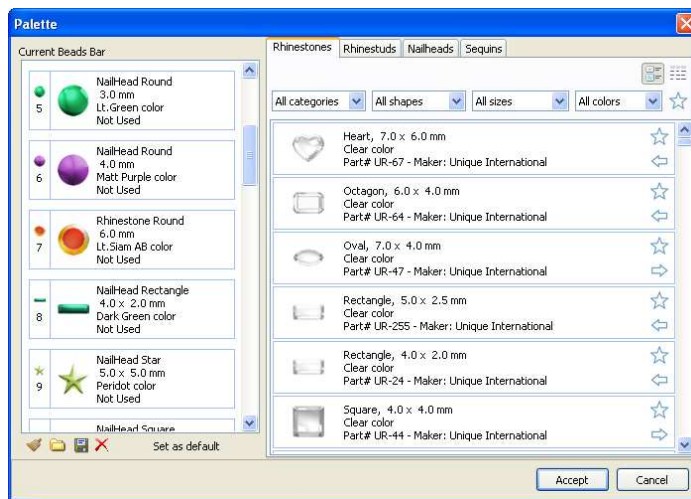 Palette
Current Beads Bar
5
NailHead Round
3.0 mm
Lt.Green color
Not Used
6
NailHead Round
4.0 mm
Matt Purple color
Not Used
7
Rhinestone Round
6.0 mm
Lt.Siam AB color
Not Used
8
NailHead Rectangle
4.0 x 2.0 mm
Dark Green color
Not Used
9
NailHead Star
5.0 x 5.0 mm
Peridot color
Not Used
NailHead Square
Set as default
Rhinestones Rhinestuds Nailheads Sequins
All categories All shapes All sizes All colors
Heart, 7.0 x 6.0 mm
Clear color
Part# UR-67 - Maker: Unique International
Octagon, 6.0 x 4.0 mm
Clear color
Part# UR-64 - Maker: Unique International
Oval, 7.0 x 4.0 mm
Clear color
Part# UR-47 - Maker: Unique International
Rectangle, 5.0 x 2.5 mm
Clear color
Part# UR-255 - Maker: Unique International
Rectangle, 4.0 x 2.0 mm
Clear color
Part# UR-24 - Maker: Unique International
Square, 4.0 x 4.0 mm
Clear color
Part# UR-44 - Maker: Unique International
Accept Cancel